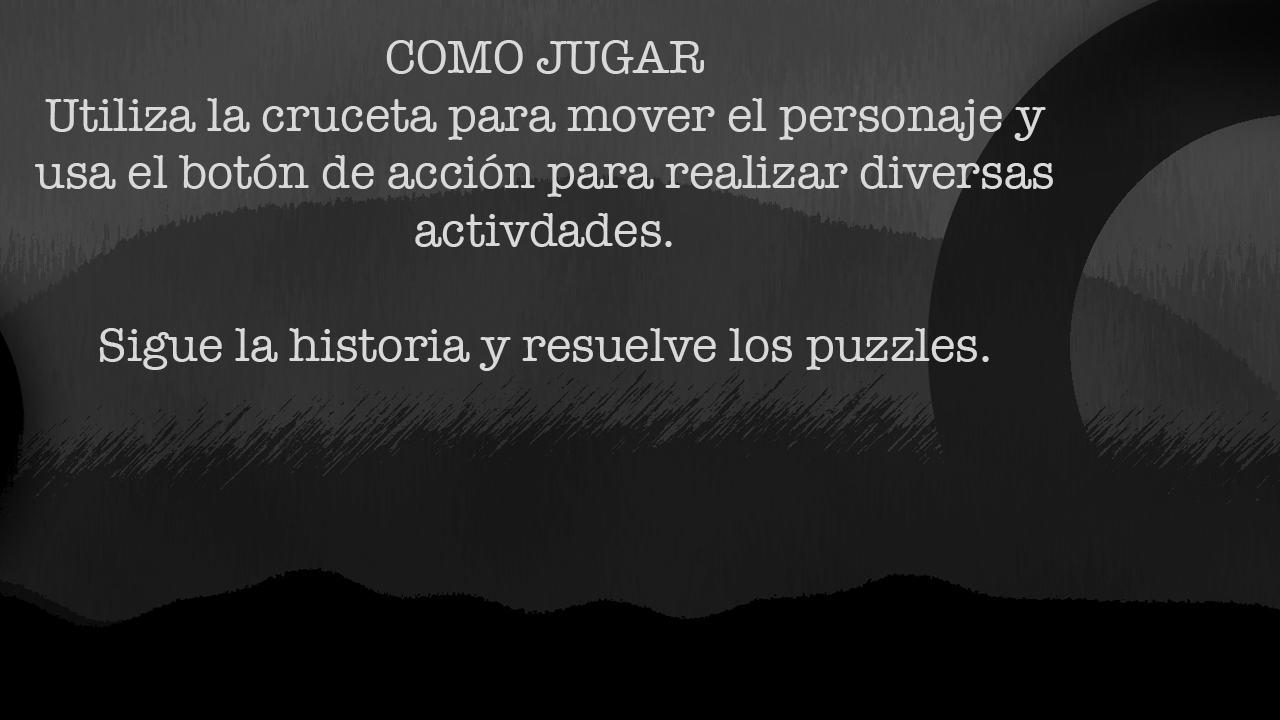 COMO JUGAR
Utiliza la cruceta para mover el personaje y
usa el botón de acción para realizar diversas
activdades.
Sigue la historia y resuelve los puzzles.